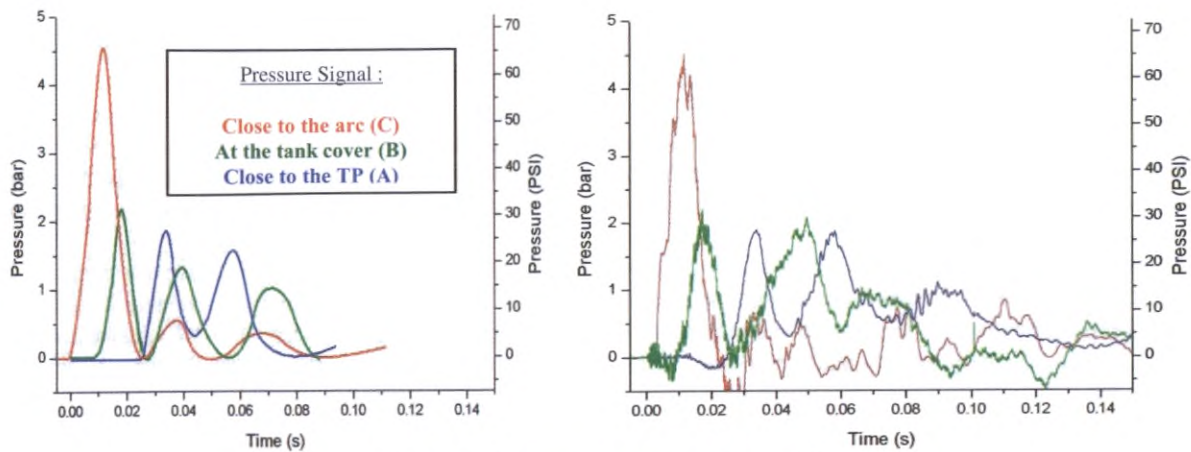 5
4
3
2
1
0
Pressure (bar)
70
60
50
40
30
20
10
0
Pressure (PSI)
Pressure Signal :
Close to the arc (C)
At the tank cover (B)
Close to the TP (A)
0.00 0.02 0.04 0.06 0.08 0.10 0.12 0.14
Time (s)
5
4
3
2
1
0
Pressure (bar)
70
60
50
40
30
20
10
0
Pressure (PSI)
0.00 0.02 0.04 0.06 0.08 0.10 0.12 0.14
Time (s)